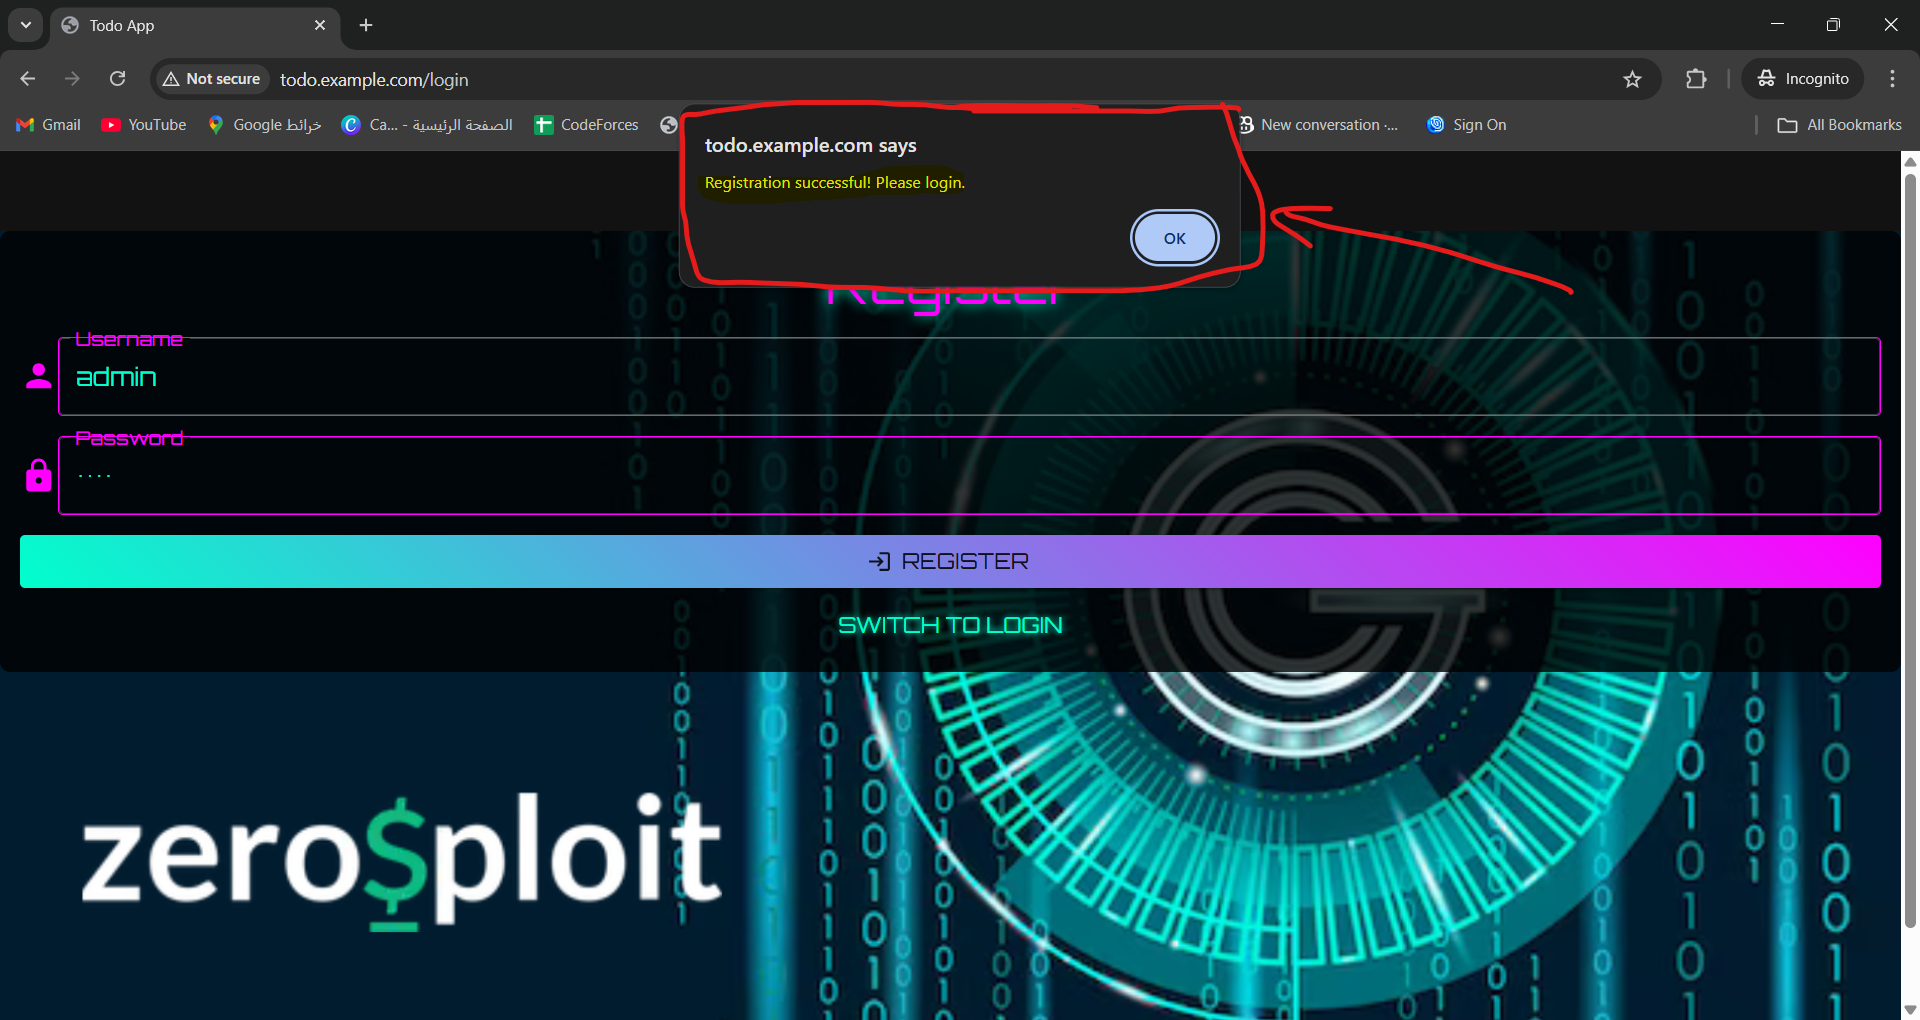 Todo App
Not secure
todo.example.com/login
Incognito
Gmail
YouTube
خرائط Google
Ca... - الصفحة الرئيسية
CodeForces
New conversation ·...
Sign On
All Bookmarks
todo.example.com says
Registration successful! Please login.
OK
Register
Username
admin
Password
REGISTER
SWITCH TO LOGIN
zero$ploit